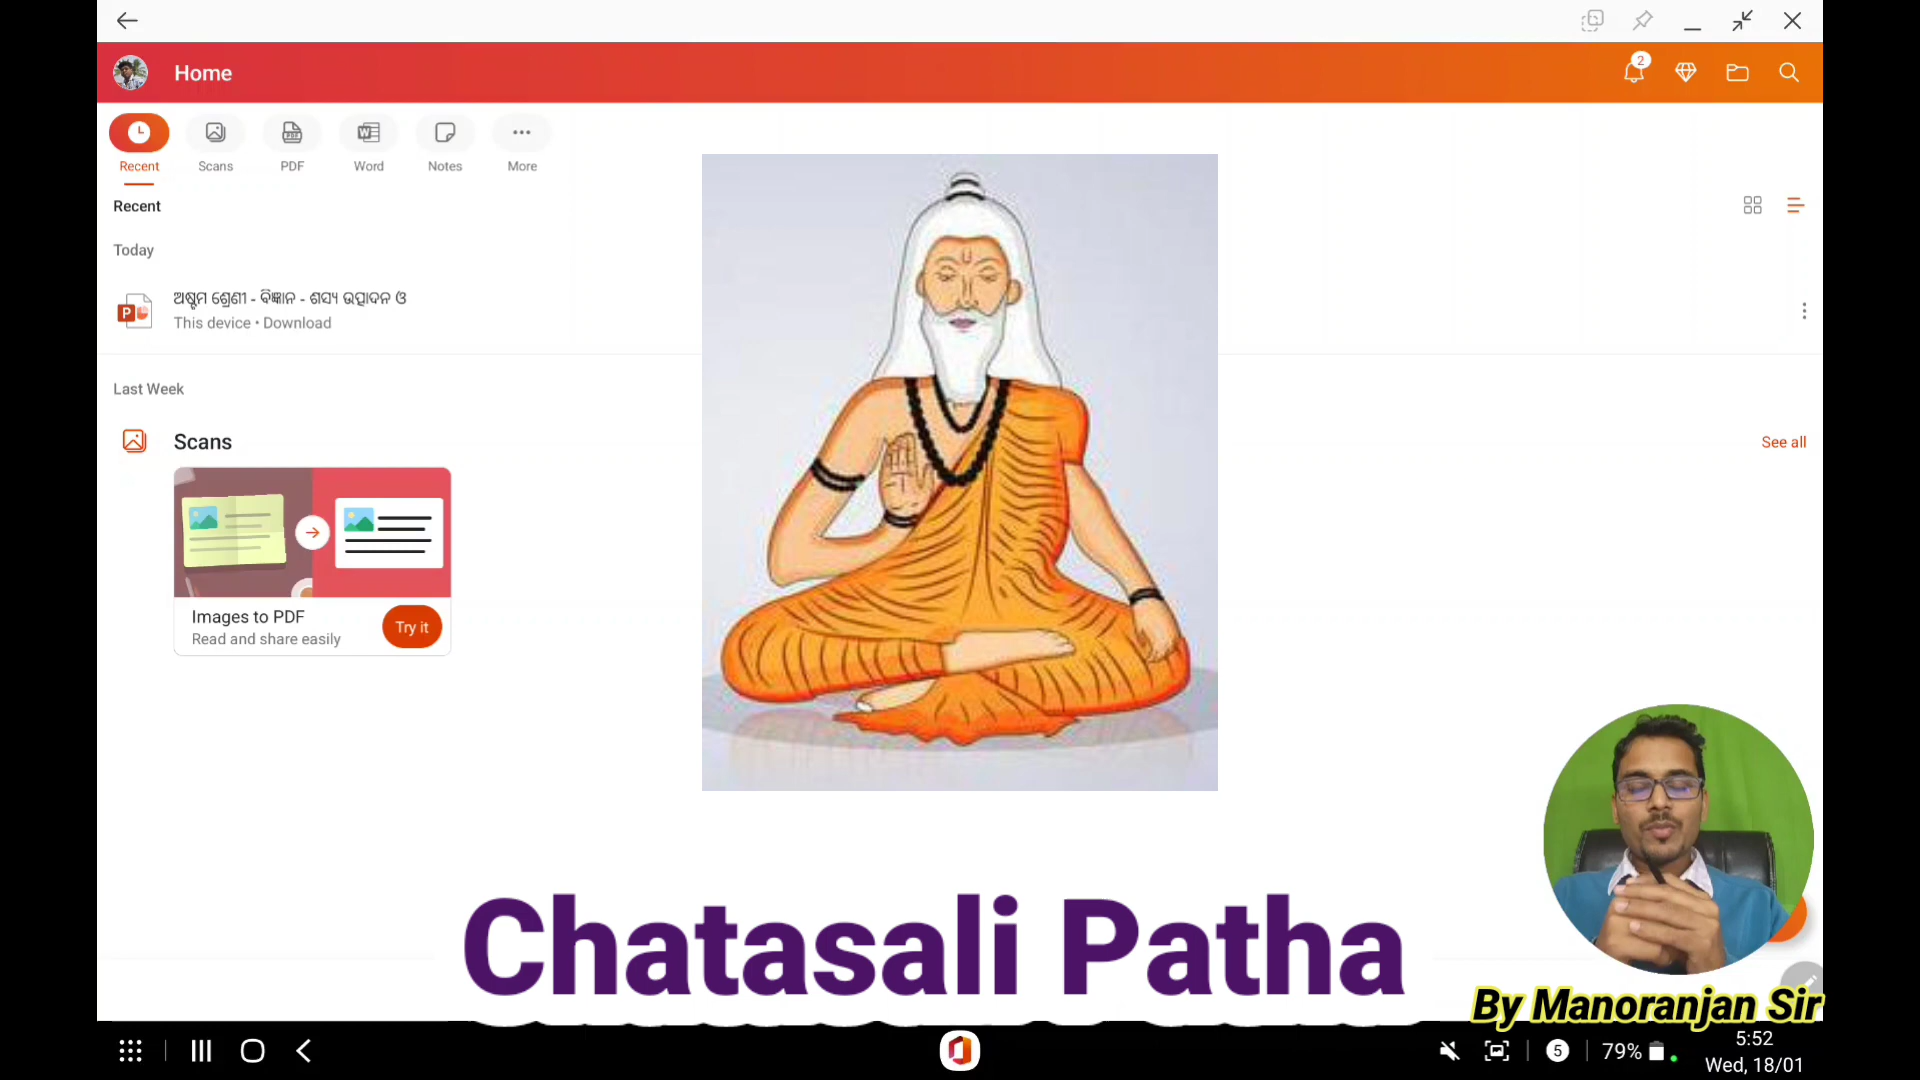 Home
2
Recent
Scans
PDF
Word
Notes
More
Recent
Today
ଅଷ୍ଟମ ଶ୍ରେଣୀ - ବିଜ୍ଞାନ - ଶସ୍ୟ ଉତ୍ପାଦନ ଓ
This device • Download
Last Week
Scans
See all
Images to PDF
Read and share easily
Try it
Chatasali Patha
By Manoranjan Sir
5
79%
5:52
Wed, 18/01